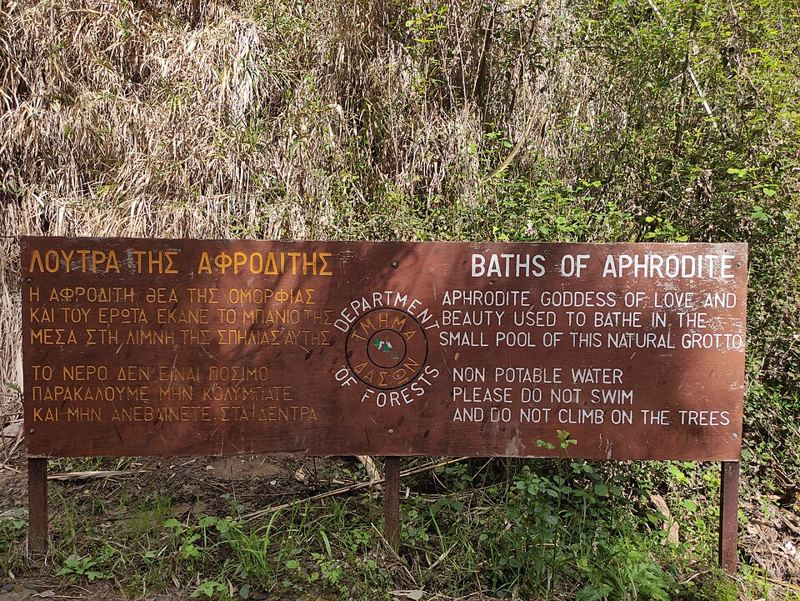 ΛΟΥΤΡΑ ΤΗΣ ΑΦΡΟΔΙΤΗΣ
Η ΑΦΡΟΔΙΤΗ ΘΕΑ ΤΗΣ ΟΜΟΡΦΙΑΣ
ΚΑΙ ΤΟΥ ΕΡΩΤΑ ΕΚΑΝΕ ΤΟ ΜΠΑΝΙΟ ΤΗΣ
ΜΕΣΑ ΣΤΗ ΛΙΜΝΗ ΤΗΣ ΣΠΗΛΙΑΣ ΑΥΤΗΣ
ΤΟ ΝΕΡΟ ΔΕΝ ΕΙΝΑΙ ΠΟΣΙΜΟ
ΠΑΡΑΚΑΛΟΥΜΕ ΜΗΝ ΚΟΛΥΜΠΑΤΕ
ΚΑΙ ΜΗΝ ΑΝΕΒΑΙΝΕΤΕ ΣΤΑ ΔΕΝΤΡΑ
DEPARTMENT
OF FORESTS
ΤΜΗΜΑ
ΔΑΣΩΝ
BATHS OF APHRODITE
APHRODITE, GODDESS OF LOVE AND
BEAUTY USED TO BATHE IN THE
SMALL POOL OF THIS NATURAL GROTTO
NON POTABLE WATER
PLEASE DO NOT SWIM
AND DO NOT CLIMB ON THE TREES